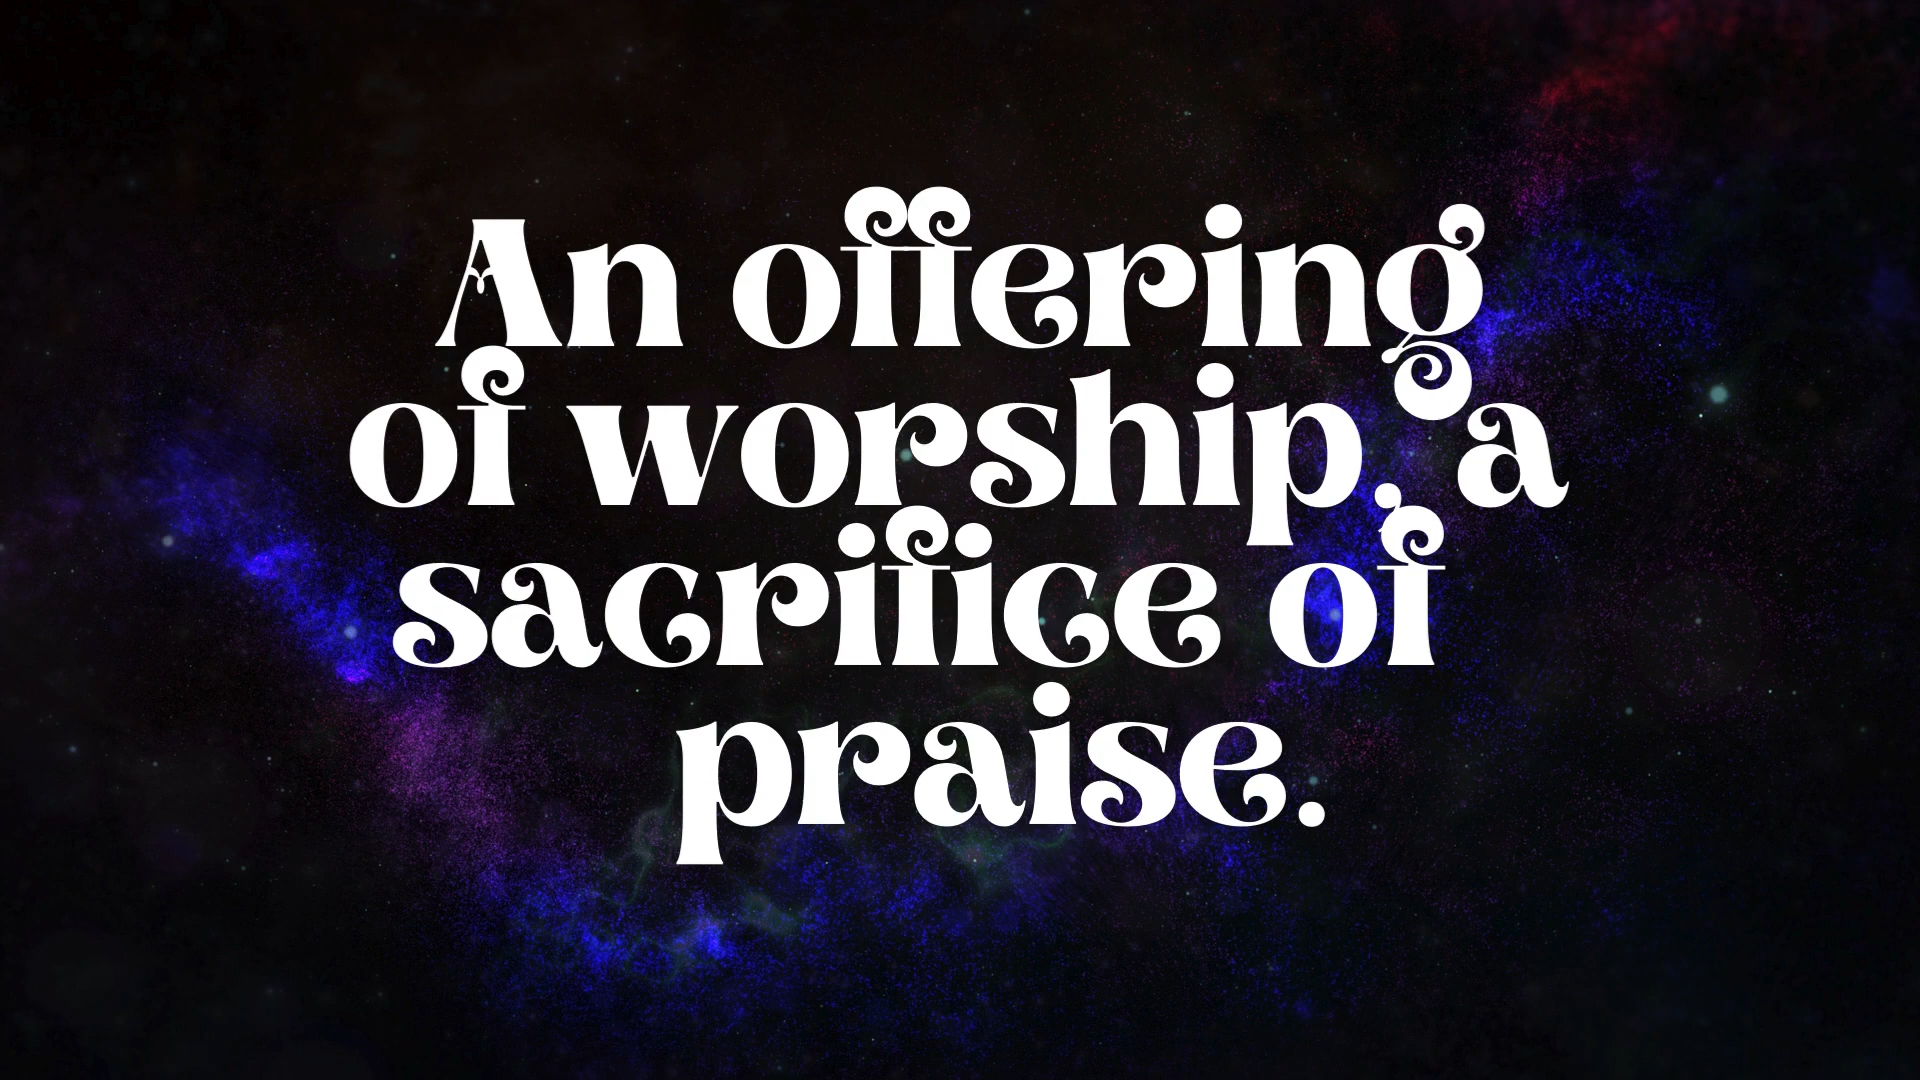 An offering
of worship, a
sacrifice of
praise.